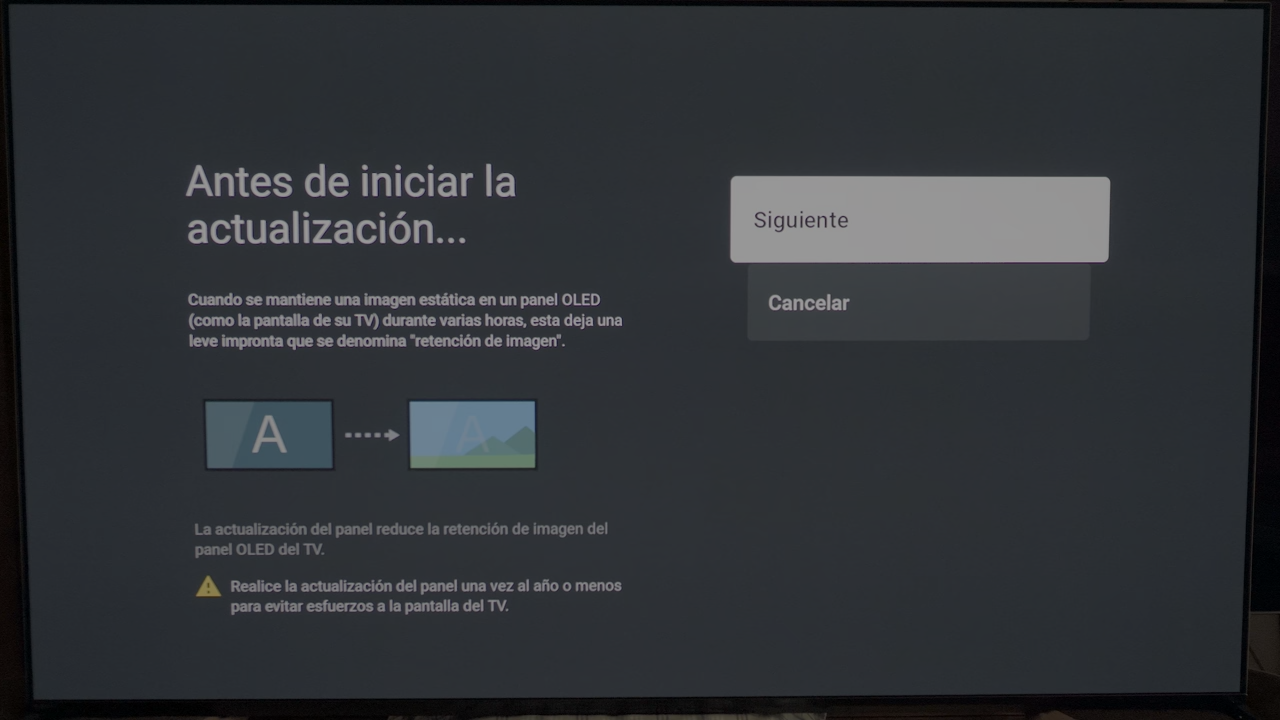 Antes de iniciar la
actualización...
Cuando se mantiene una imagen estática en un panel OLED
(como la pantalla de su TV) durante varias horas, esta deja una
leve impronta que se denomina "retención de imagen".
A
A
La actualización del panel reduce la retención de imagen del
panel OLED del TV.
Realice la actualización del panel una vez al año o menos
para evitar esfuerzos a la pantalla del TV.
Siguiente
Cancelar